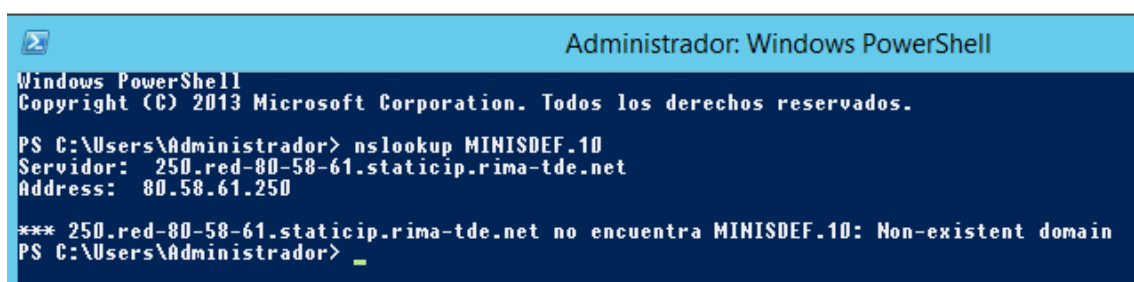 Administrador: Windows PowerShell
Windows PowerShell
Copyright (C) 2013 Microsoft Corporation. Todos los derechos reservados.
PS C:\Users\Administrador> nslookup MINISDEF.10
Servidor:  250.red-80-58-61.staticip.rima-tde.net
Address:  80.58.61.250
*** 250.red-80-58-61.staticip.rima-tde.net no encuentra MINISDEF.10: Non-existent domain
PS C:\Users\Administrador> _